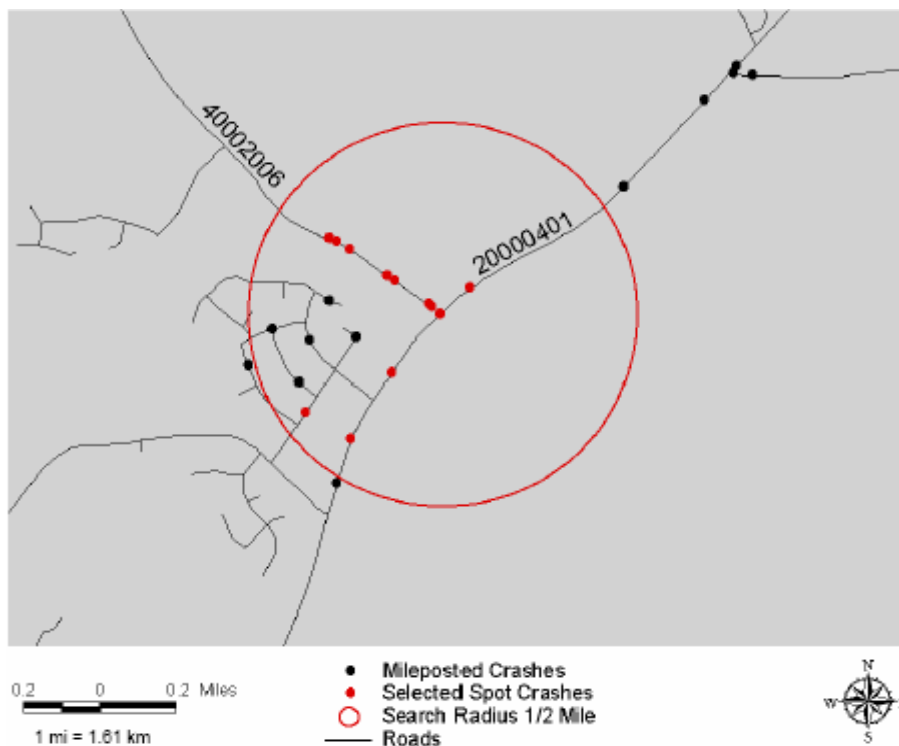 40002006
20000401
0.2 0 0.2 Miles
1 mi = 1.61 km
Mileposted Crashes
Selected Spot Crashes
Search Radius 1/2 Mile
Roads
N
W
S